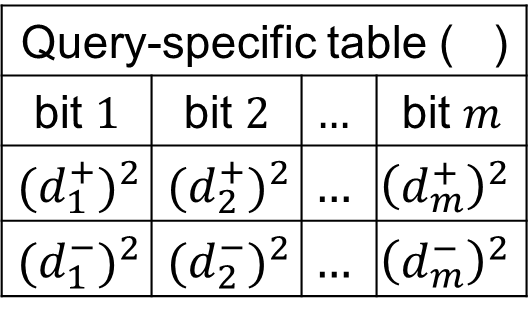 Query-specific table ( )
bit 1 bit 2 ... bit m
(d₁⁺)² (d₂⁺)² ... (dₘ⁺)²
(d₁⁻)² (d₂⁻)² ... (dₘ⁻)²